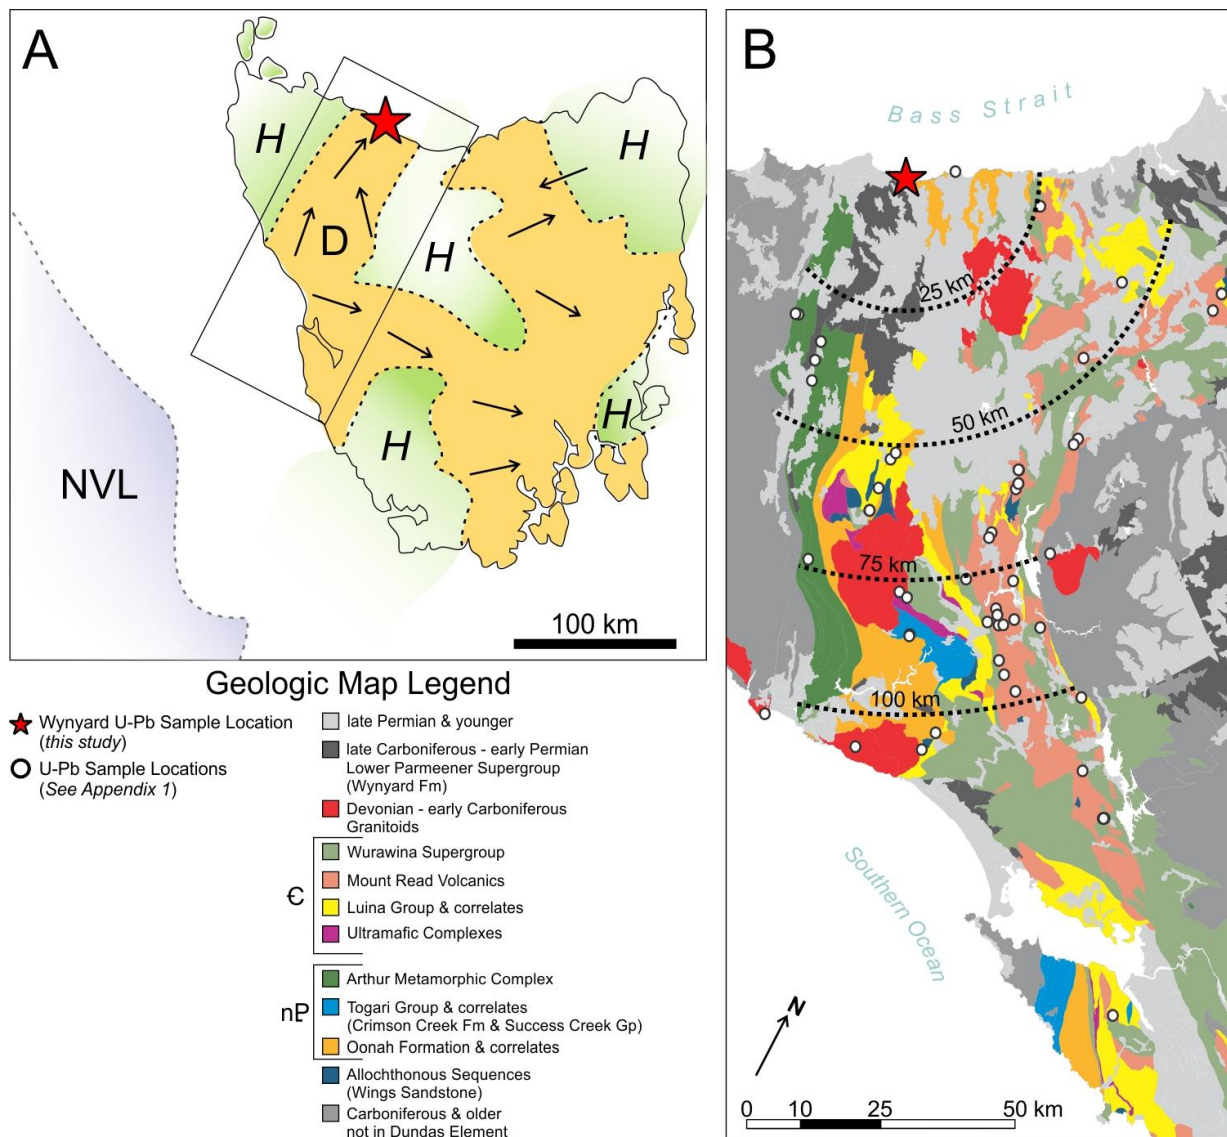 A
H
H
D
H
H
H
NVL
100 km
B
Bass Strait
25 km
50 km
75 km
100 km
Southern Ocean
N
0 10 25 50 km
Geologic Map Legend
Wynyard U-Pb Sample Location
(this study)
U-Pb Sample Locations
(See Appendix 1)
late Permian & younger
late Carboniferous - early Permian
Lower Parmeener Supergroup
(Wynyard Fm)
Devonian - early Carboniferous
Granitoids
Є
Wurawina Supergroup
Mount Read Volcanics
Luina Group & correlates
Ultramafic Complexes
nP
Arthur Metamorphic Complex
Togari Group & correlates
(Crimson Creek Fm & Success Creek Gp)
Oonah Formation & correlates
Allochthonous Sequences
(Wings Sandstone)
Carboniferous & older
not in Dundas Element